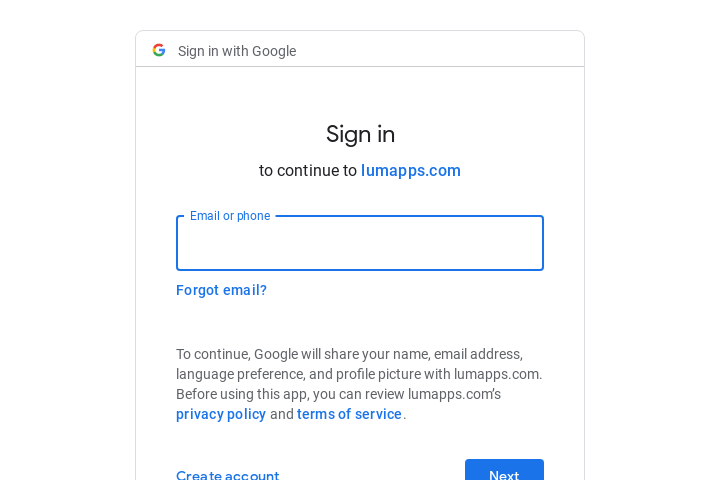 Sign in with Google
Sign in
to continue to lumapps.com
Email or phone
Forgot email?
To continue, Google will share your name, email address,
language preference, and profile picture with lumapps.com.
Before using this app, you can review lumapps.com’s
privacy policy and terms of service.
Create account
Next